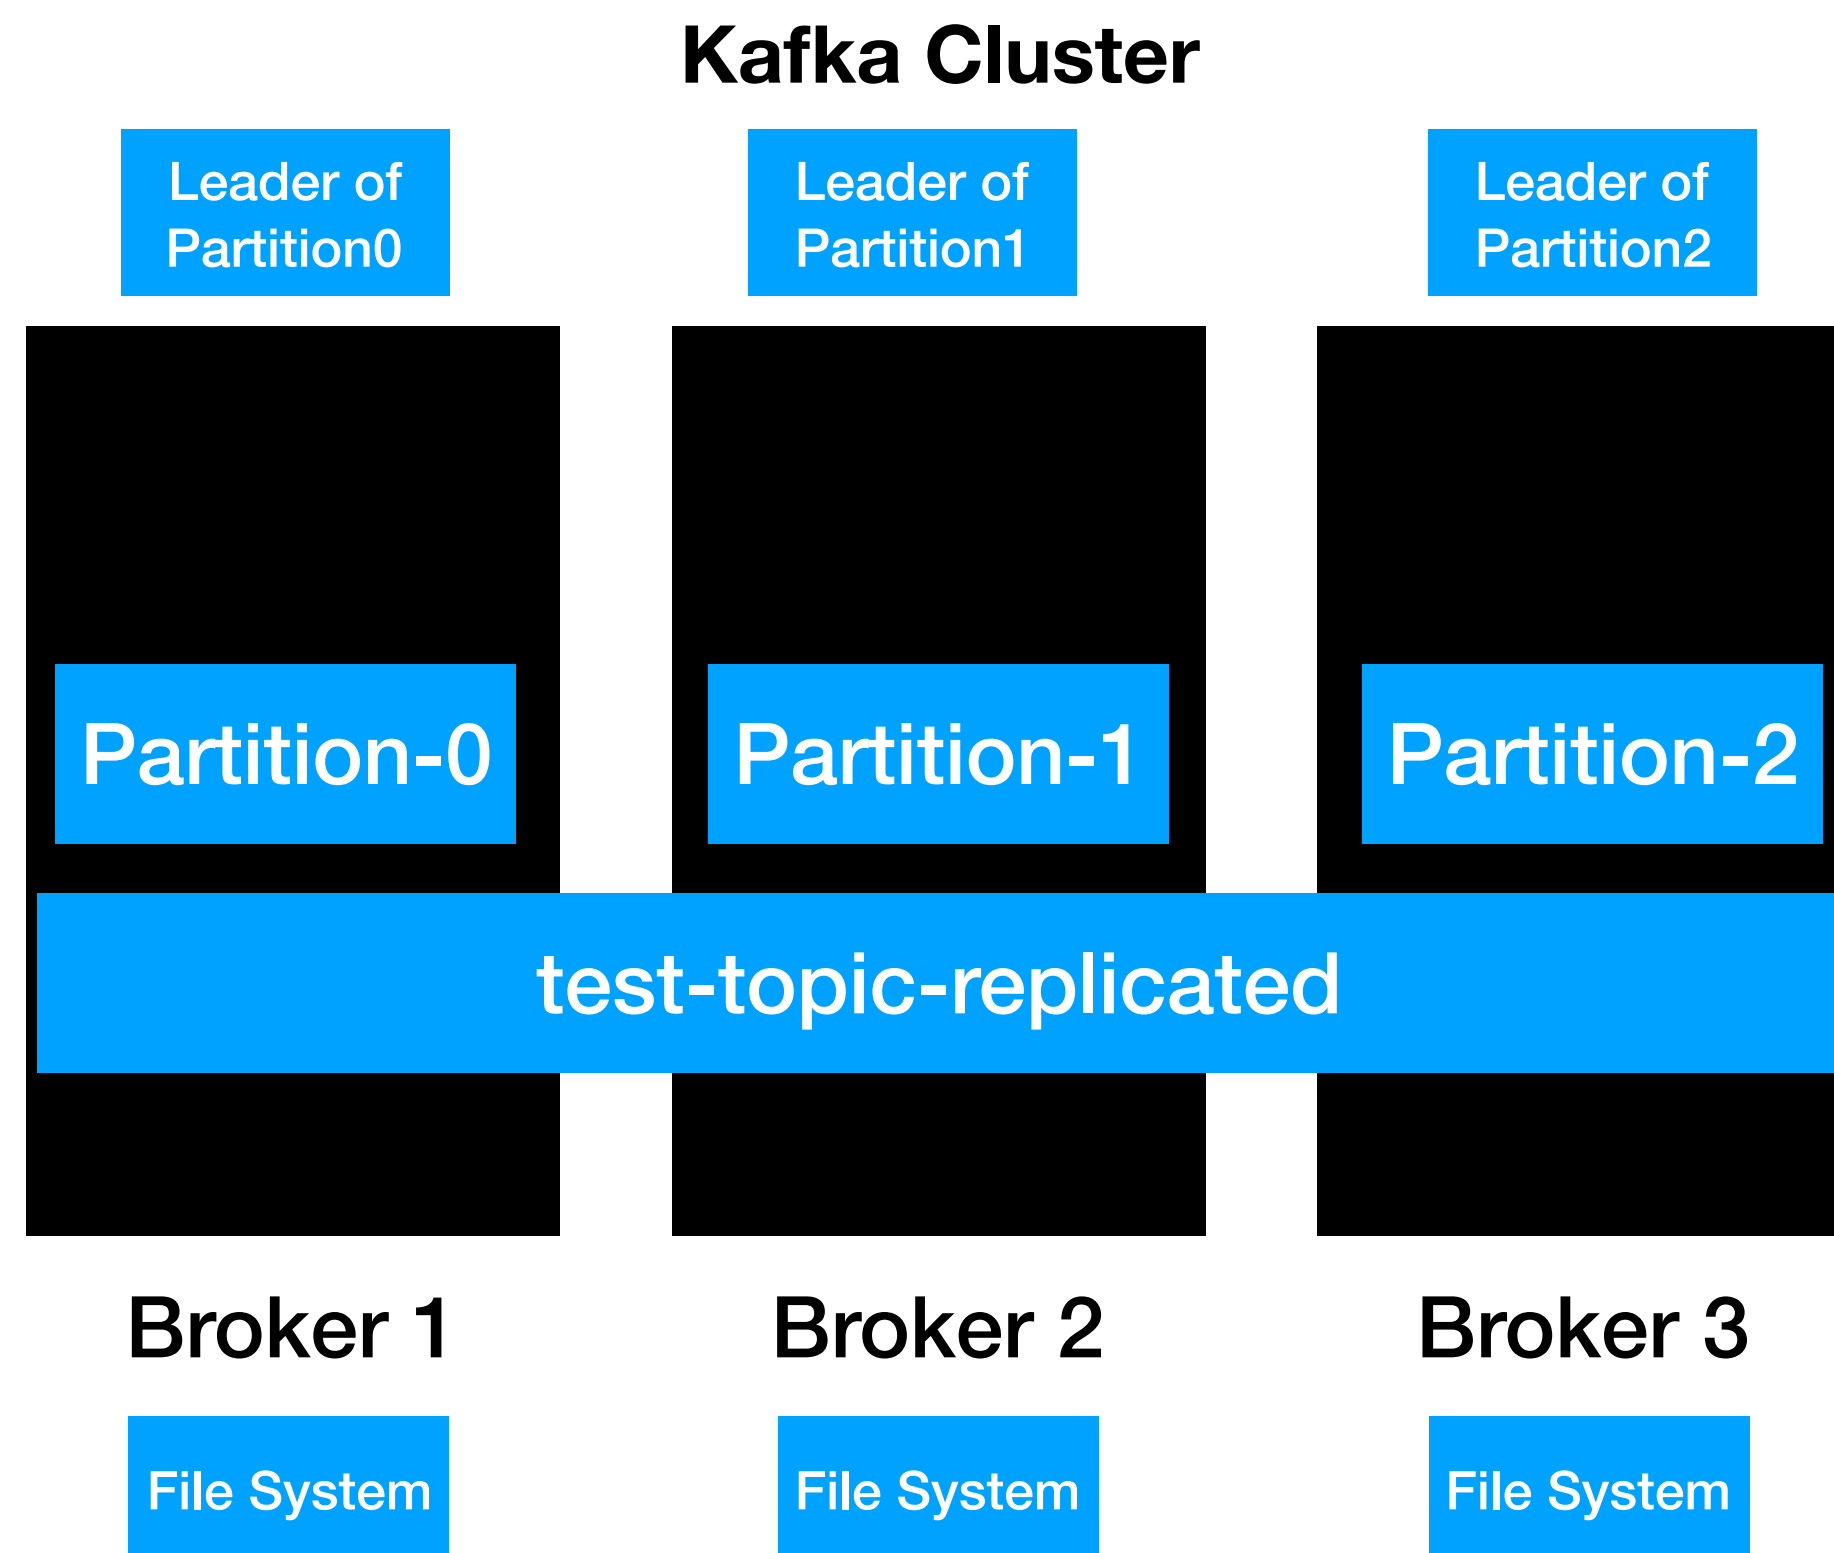 Kafka Cluster
Leader of
Partition0
Leader of
Partition1
Leader of
Partition2
Partition-0
Partition-1
Partition-2
test-topic-replicated
Broker 1
Broker 2
Broker 3
File System
File System
File System